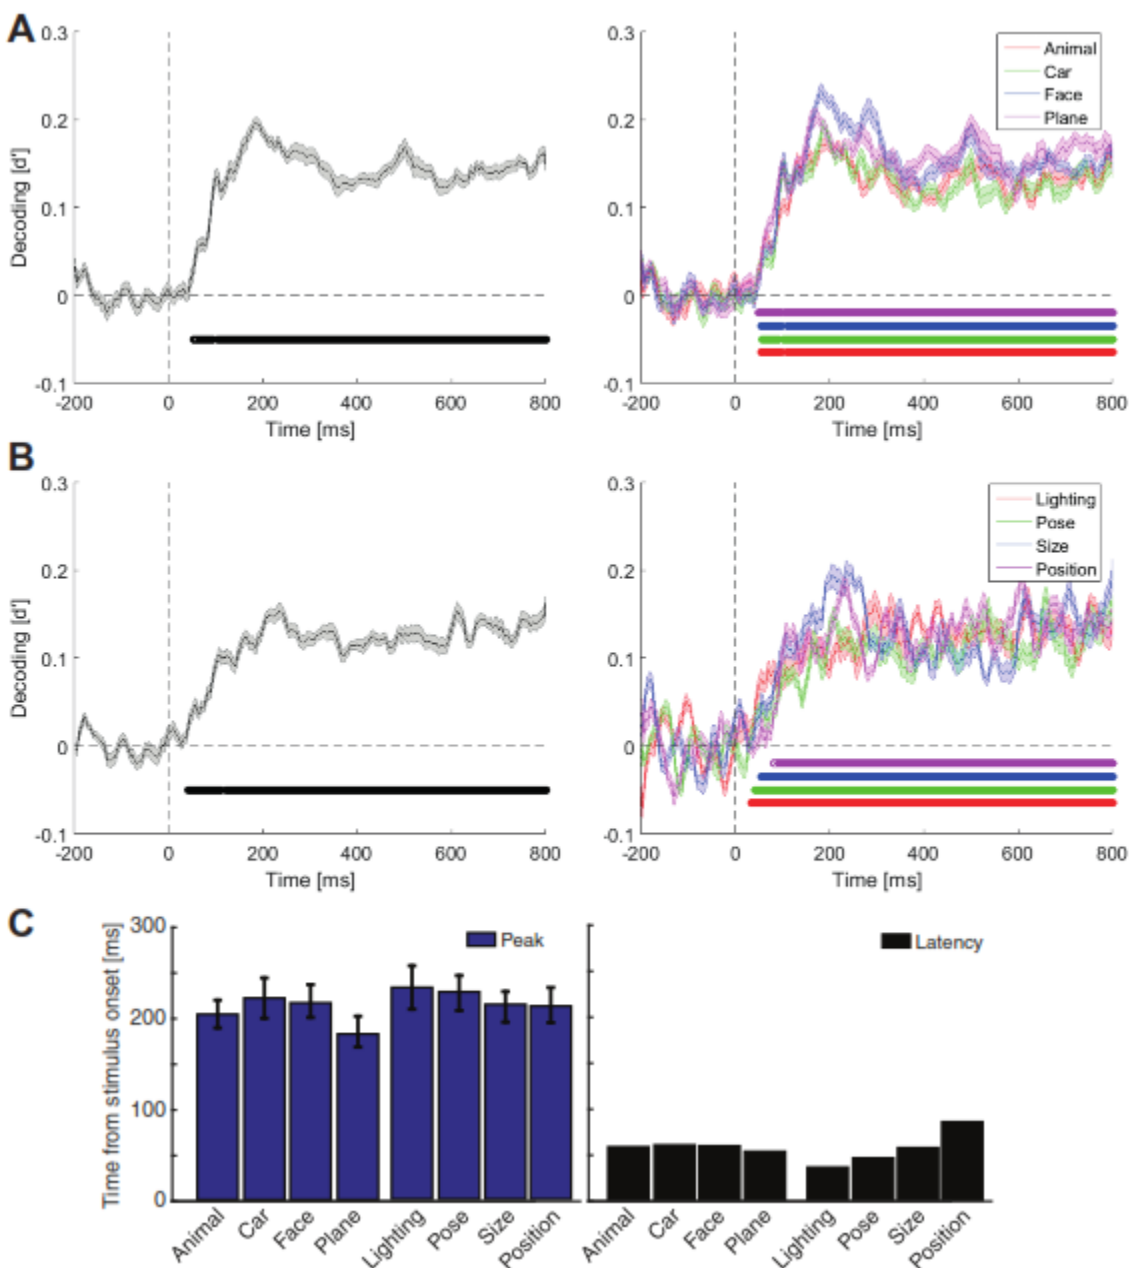 A
0.3
0.2
0.1
0
-0.1
Decoding [d']
-200 0 200 400 600 800
Time [ms]
0.3
0.2
0.1
0
-0.1
Animal
Car
Face
Plane
-200 0 200 400 600 800
Time [ms]
B
0.3
0.2
0.1
0
-0.1
Decoding [d']
-200 0 200 400 600 800
Time [ms]
0.3
0.2
0.1
0
-0.1
Lighting
Pose
Size
Position
-200 0 200 400 600 800
Time [ms]
C
Time from stimulus onset [ms]
300
200
100
0
Peak
Animal Car Face Plane Lighting Pose Size Position
Latency
Animal Car Face Plane Lighting Pose Size Position